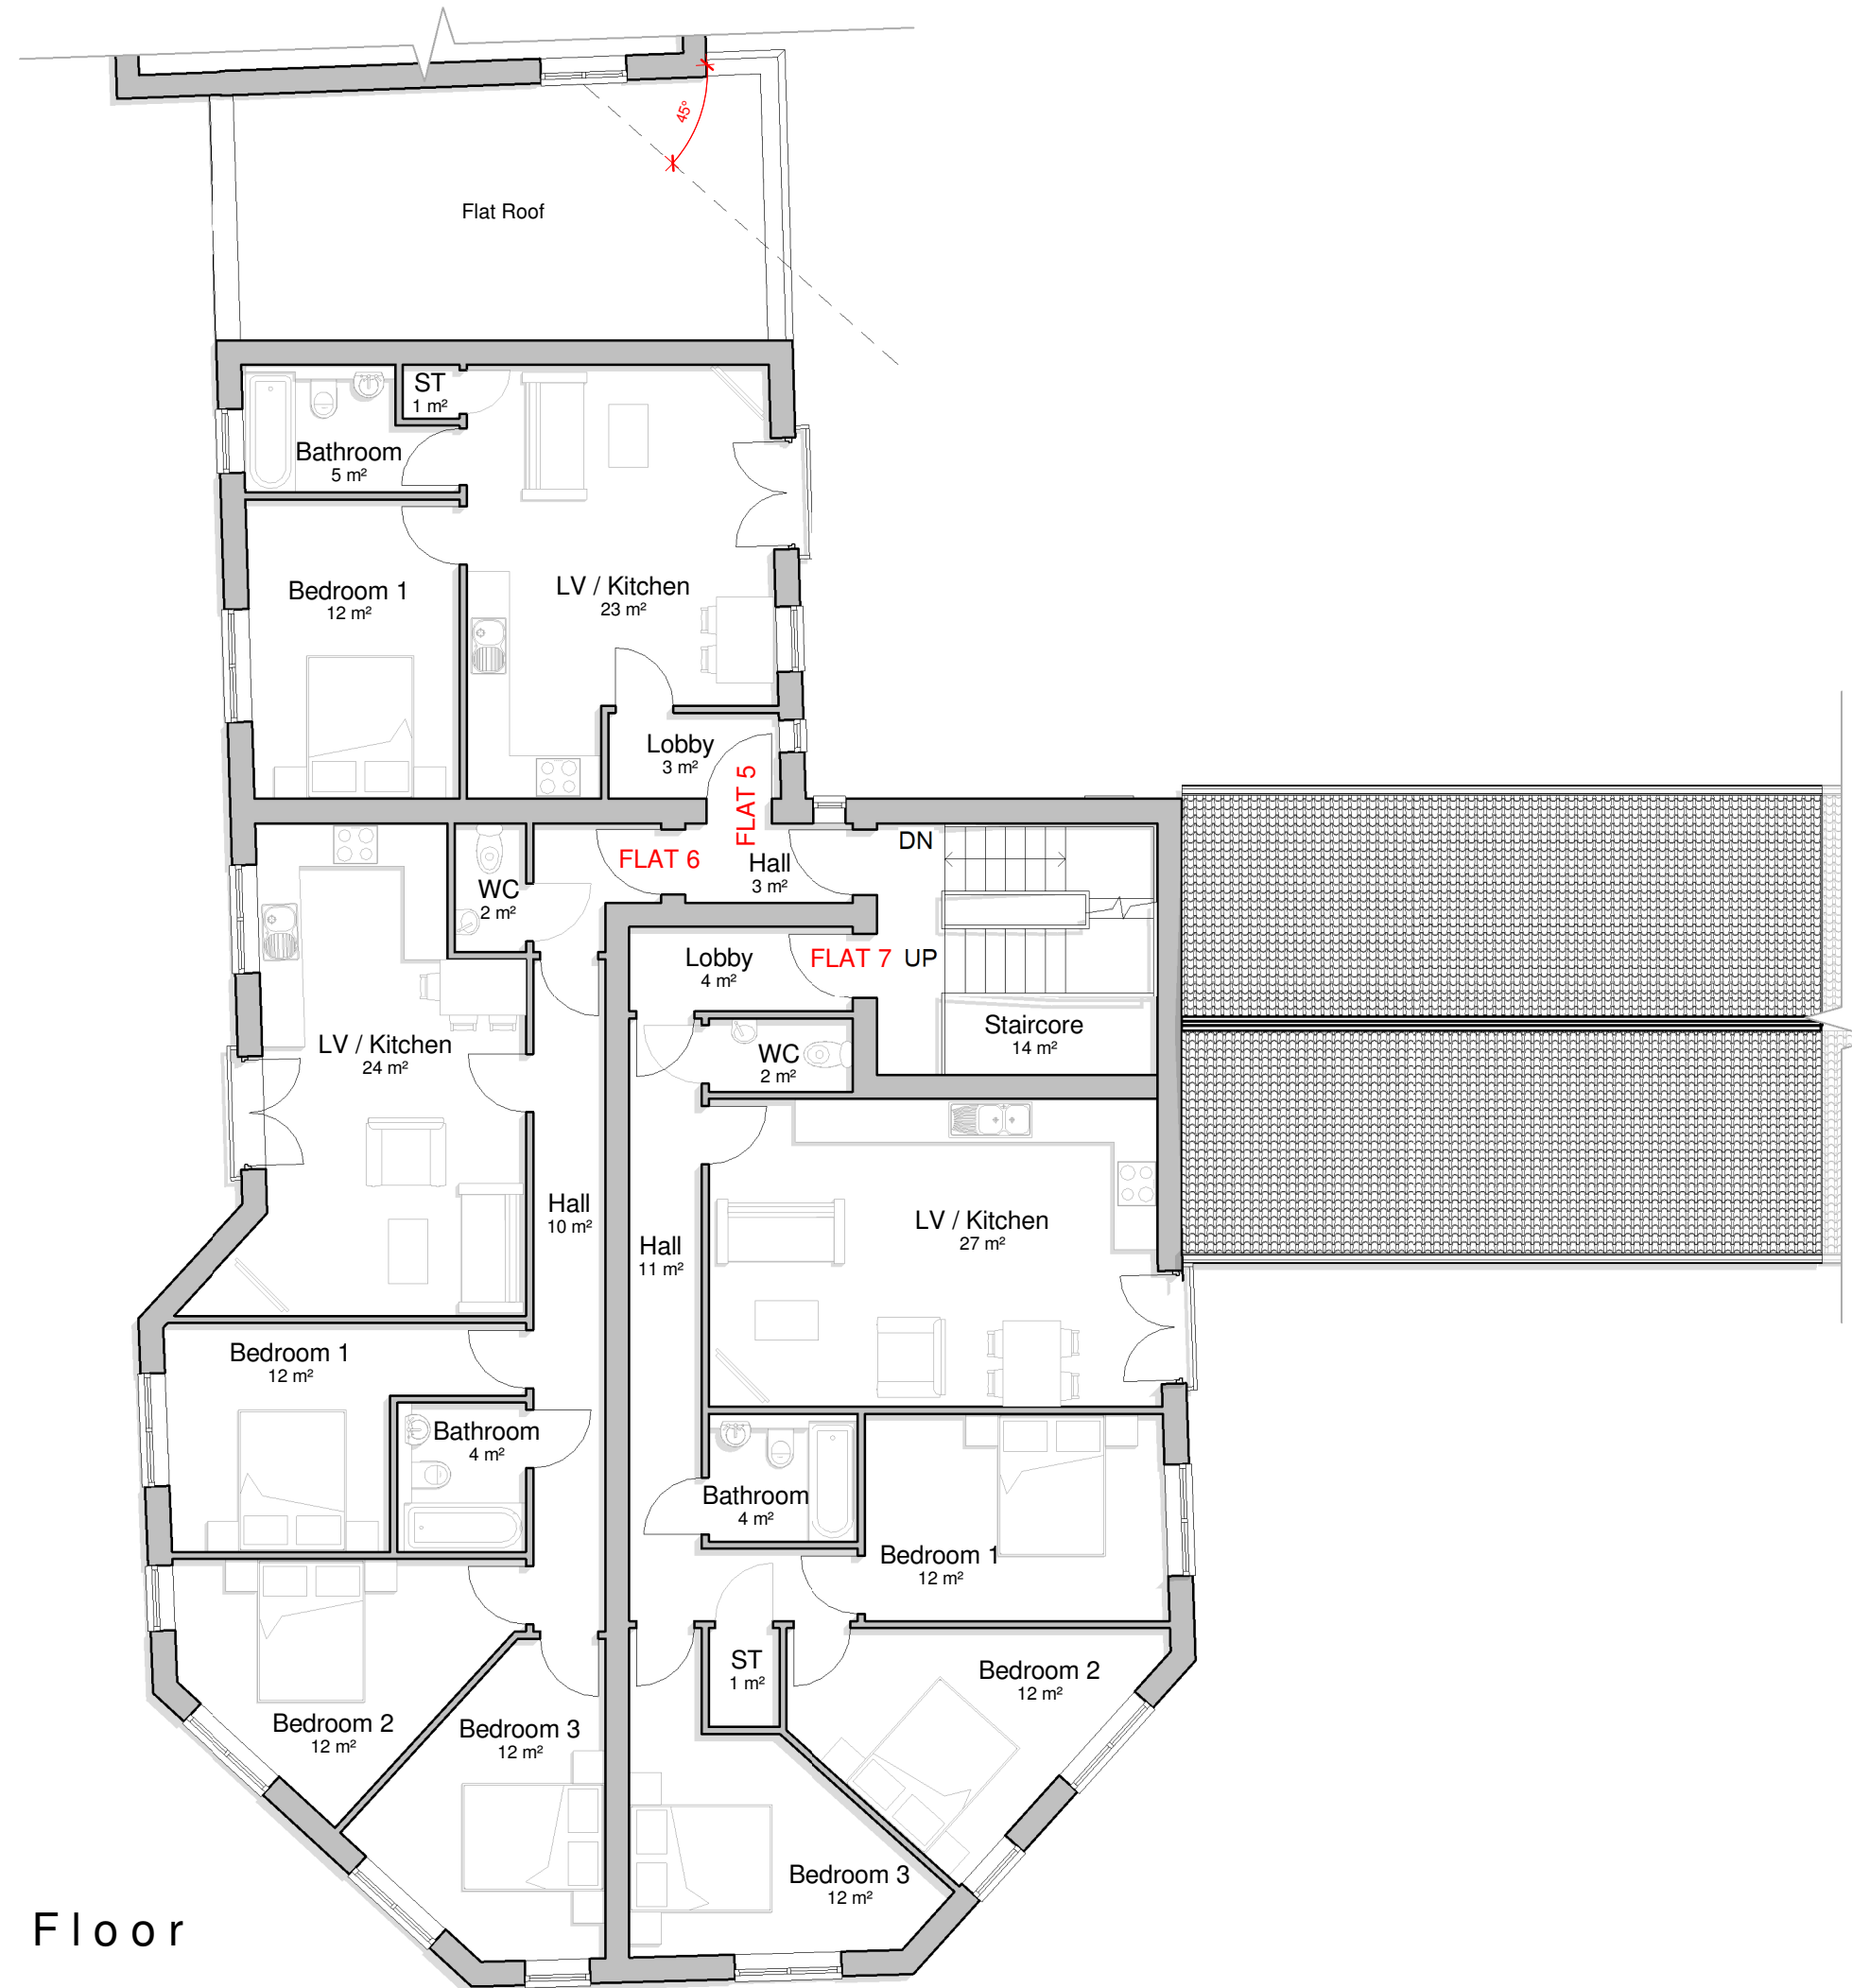 45°
Flat Roof
ST
1 m²
Bathroom
5 m²
Bedroom 1
12 m²
LV / Kitchen
23 m²
Lobby
3 m²
FLAT 5
FLAT 6
Hall
3 m²
DN
WC
2 m²
Lobby
4 m²
FLAT 7
UP
Staircore
14 m²
LV / Kitchen
24 m²
WC
2 m²
Hall
10 m²
Hall
11 m²
LV / Kitchen
27 m²
Bedroom 1
12 m²
Bathroom
4 m²
Bathroom
4 m²
Bedroom 1
12 m²
ST
1 m²
Bedroom 2
12 m²
Bedroom 2
12 m²
Bedroom 3
12 m²
Bedroom 3
12 m²
Floor